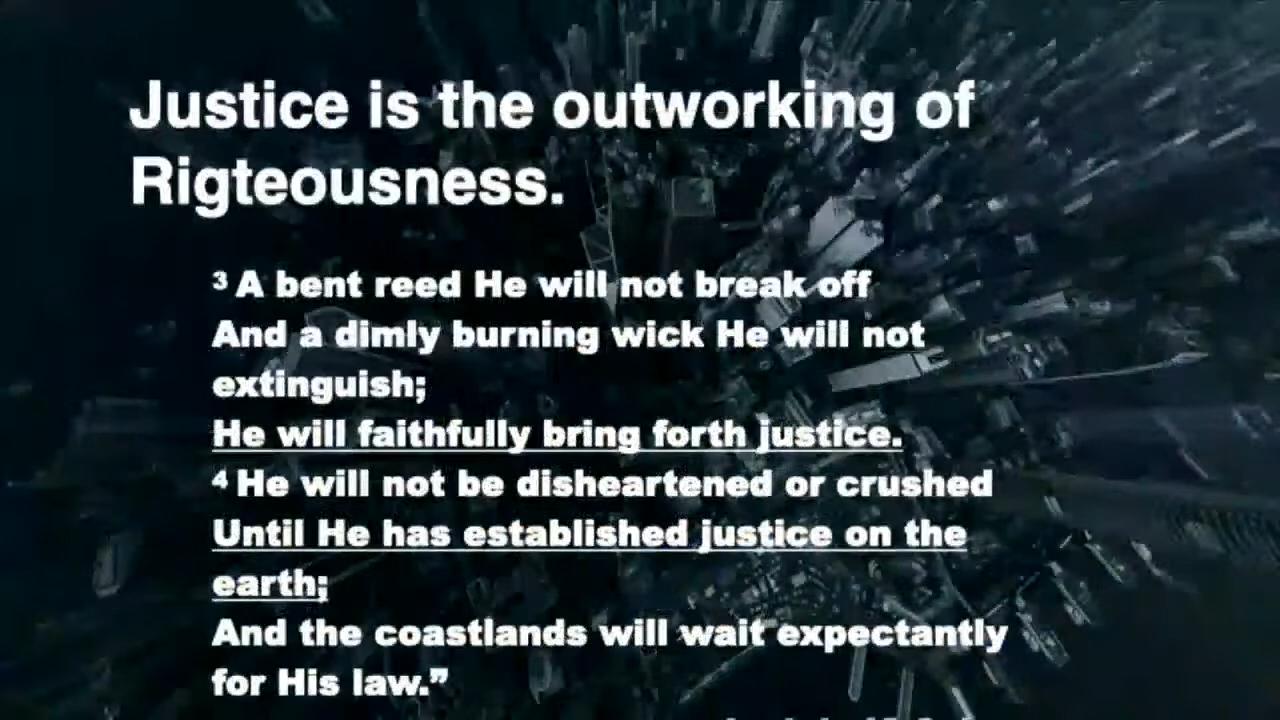 Justice is the outworking of
Rigteousness.
³ A bent reed He will not break off
And a dimly burning wick He will not
extinguish;
He will faithfully bring forth justice.
⁴ He will not be disheartened or crushed
Until He has established justice on the
earth;
And the coastlands will wait expectantly
for His law.”